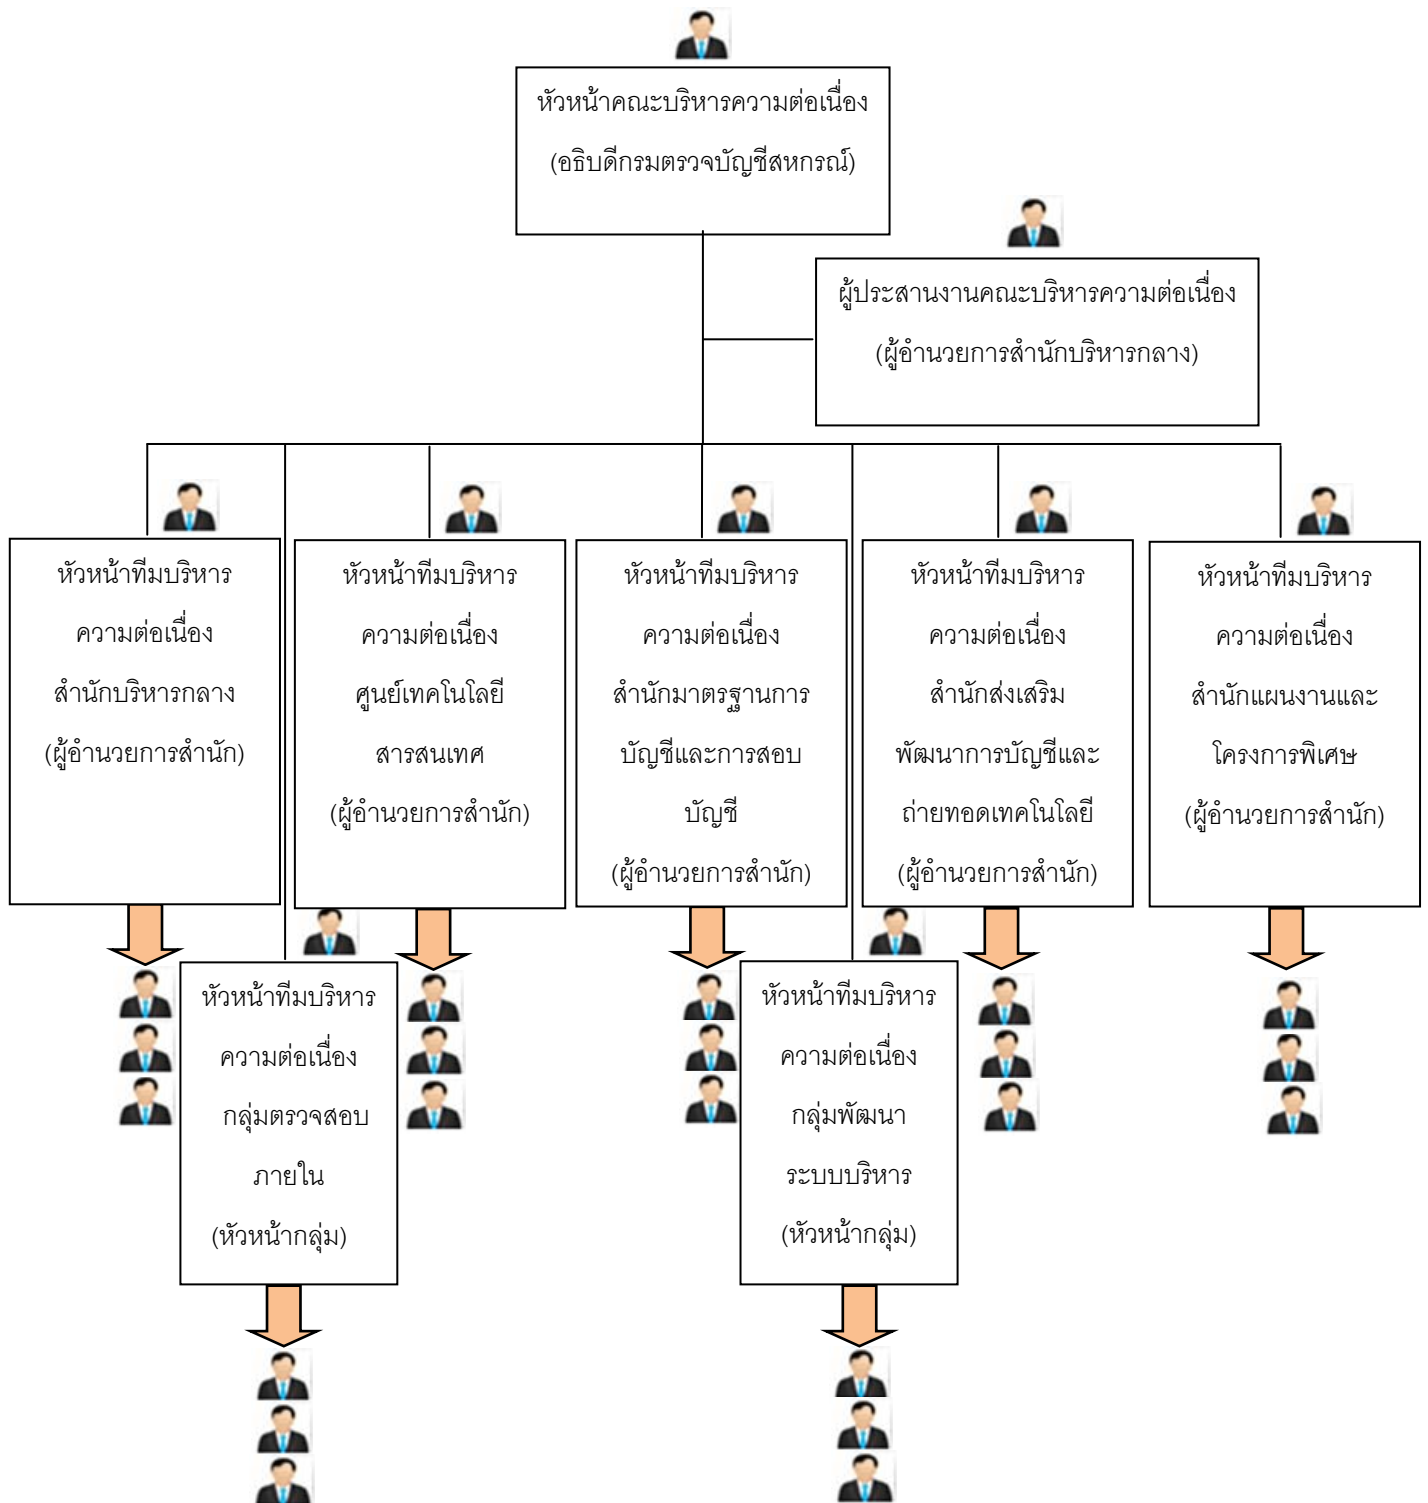 หัวหน้าคณะบริหารความต่อเนื่อง
(อธิบดีกรมตรวจบัญชีสหกรณ์)
ผู้ประสานงานคณะบริหารความต่อเนื่อง
(ผู้อำนวยการสำนักบริหารกลาง)
หัวหน้าทีมบริหาร
ความต่อเนื่อง
สำนักบริหารกลาง
(ผู้อำนวยการสำนัก)
หัวหน้าทีมบริหาร
ความต่อเนื่อง
ศูนย์เทคโนโลยี
สารสนเทศ
(ผู้อำนวยการสำนัก)
หัวหน้าทีมบริหาร
ความต่อเนื่อง
สำนักมาตรฐานการ
บัญชีและการสอบ
บัญชี
(ผู้อำนวยการสำนัก)
หัวหน้าทีมบริหาร
ความต่อเนื่อง
สำนักส่งเสริม
พัฒนาการบัญชีและ
ถ่ายทอดเทคโนโลยี
(ผู้อำนวยการสำนัก)
หัวหน้าทีมบริหาร
ความต่อเนื่อง
สำนักแผนงานและ
โครงการพิเศษ
(ผู้อำนวยการสำนัก)
หัวหน้าทีมบริหาร
ความต่อเนื่อง
กลุ่มตรวจสอบ
ภายใน
(หัวหน้ากลุ่ม)
หัวหน้าทีมบริหาร
ความต่อเนื่อง
กลุ่มพัฒนา
ระบบบริหาร
(หัวหน้ากลุ่ม)